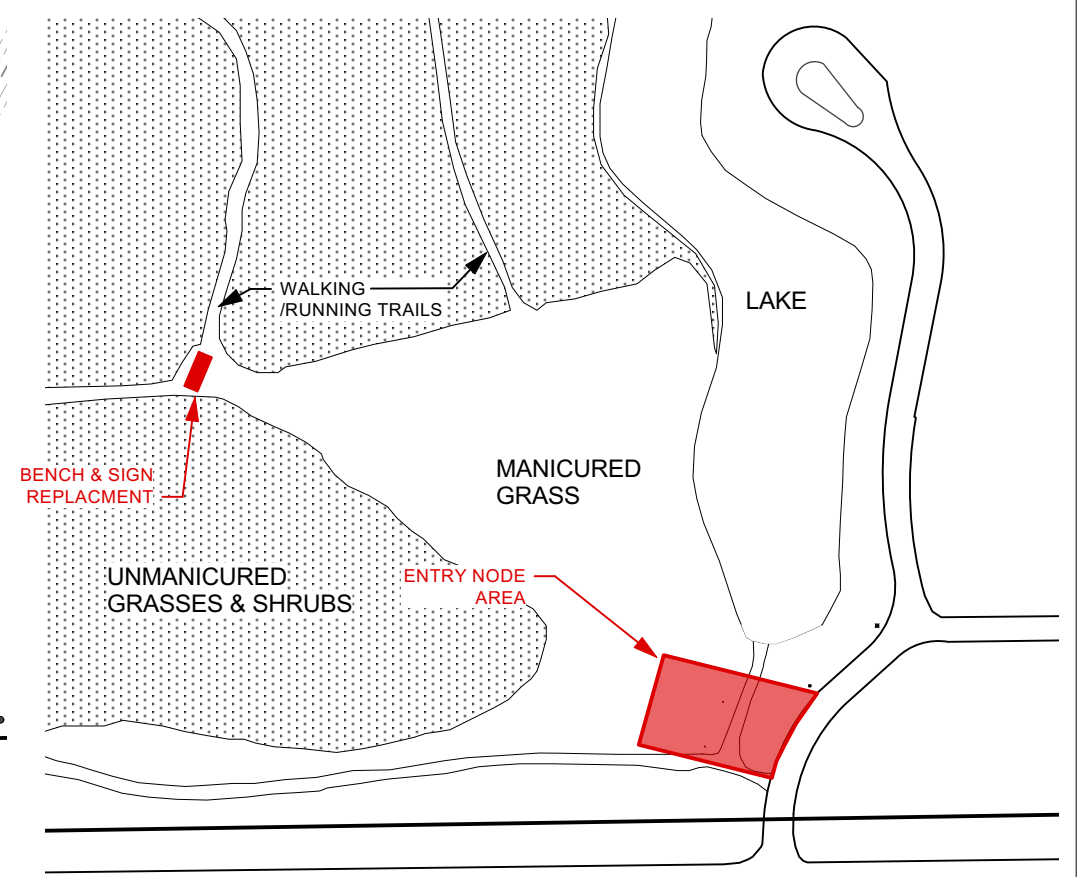 WALKING
/RUNNING TRAILS
LAKE
BENCH & SIGN
REPLACMENT
MANICURED
GRASS
UNMANICURED
GRASSES & SHRUBS
ENTRY NODE
AREA